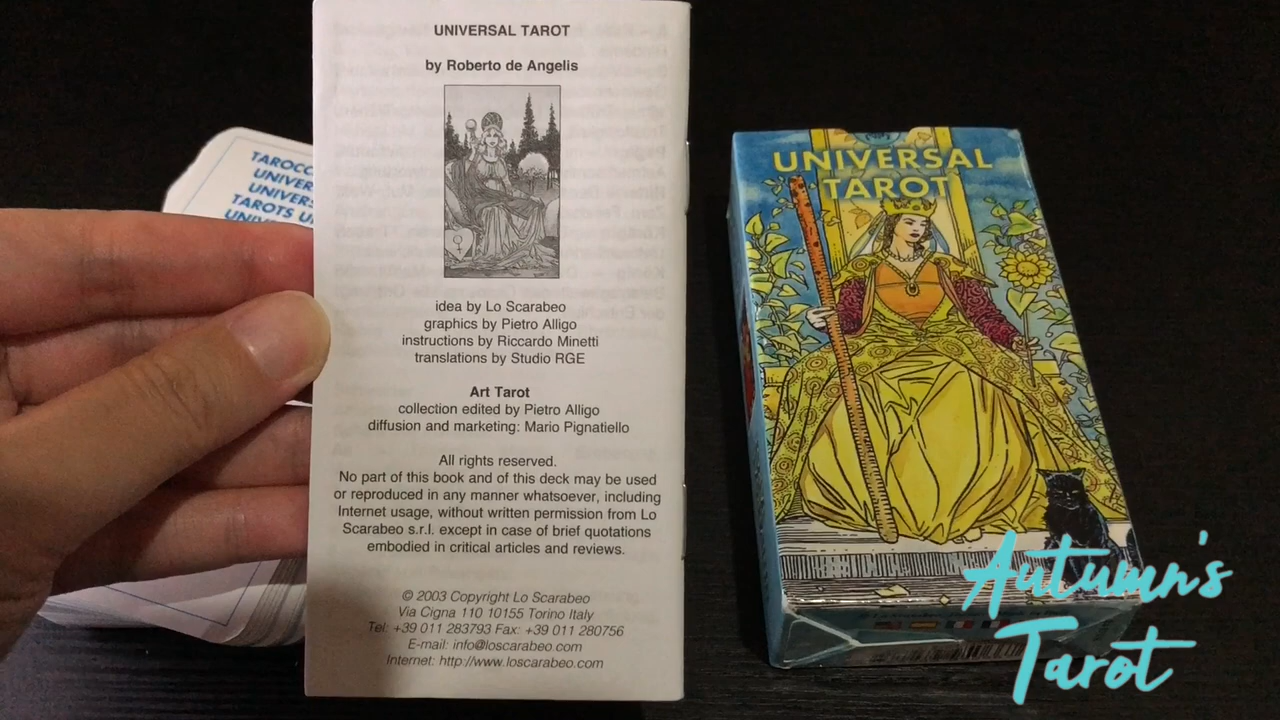 UNIVERSAL TAROT
by Roberto de Angelis
idea by Lo Scarabeo
graphics by Pietro Alligo
instructions by Riccardo Minetti
translations by Studio RGE
Art Tarot
collection edited by Pietro Alligo
diffusion and marketing: Mario Pignatiello
All rights reserved.
No part of this book and of this deck may be used
or reproduced in any manner whatsoever, including
Internet usage, without written permission from Lo
Scarabeo s.r.l. except in case of brief quotations
embodied in critical articles and reviews.
© 2003 Copyright Lo Scarabeo
Via Cigna 110 10155 Torino Italy
Tel: +39 011 283793 Fax: +39 011 280756
E-mail: info@loscarabeo.com
Internet: http://www.loscarabeo.com
TAROCC
UNIVER
UNIVERS
TAROTS U
UNIV
UNIVERSAL
TAROT
Autumn's
Tarot